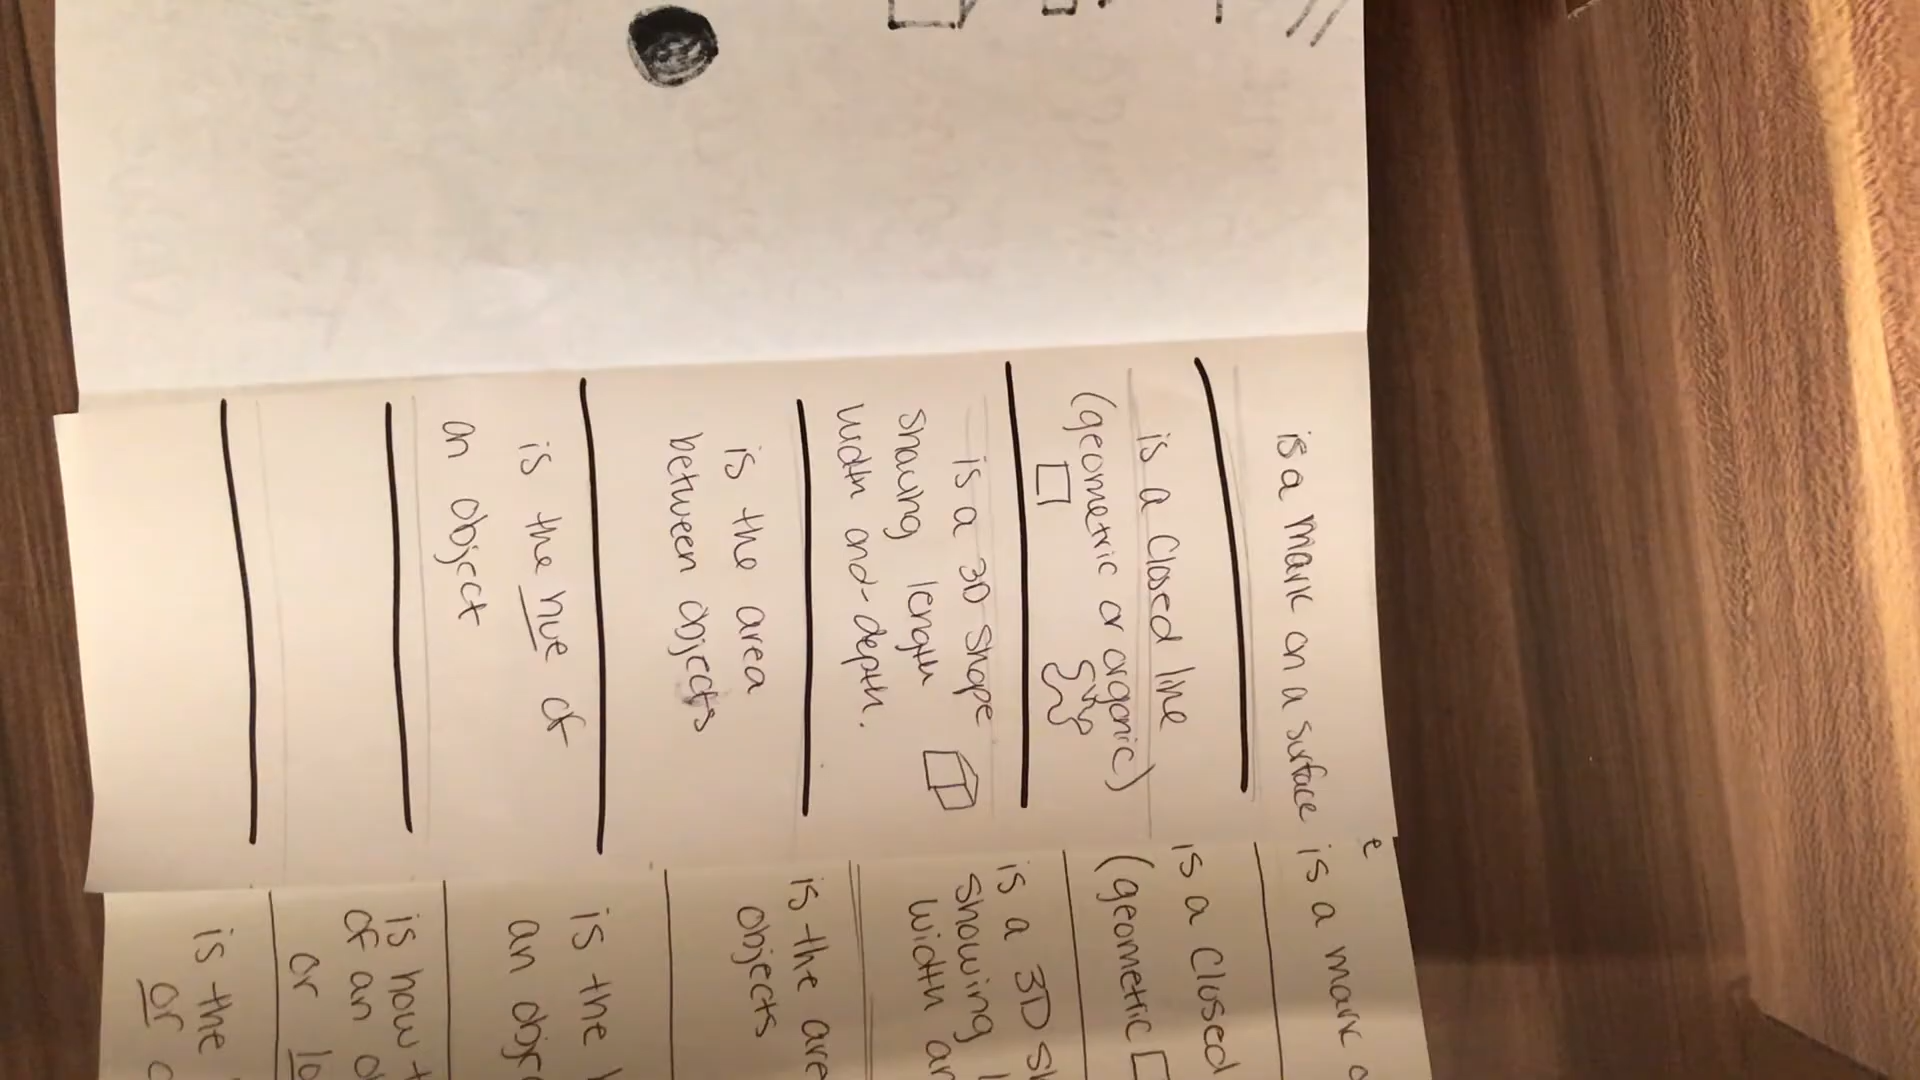 is a mark on a surface
is a closed line
(geometric or organic)
is a 3D shape
showing length
width and depth.
is the area
between objects
is the hue of
an object
e
is a mark
is a closed
(geometric
is a 3D
showing
width
is the are
objects
is the
an obje
is how
of an
or
is the
or